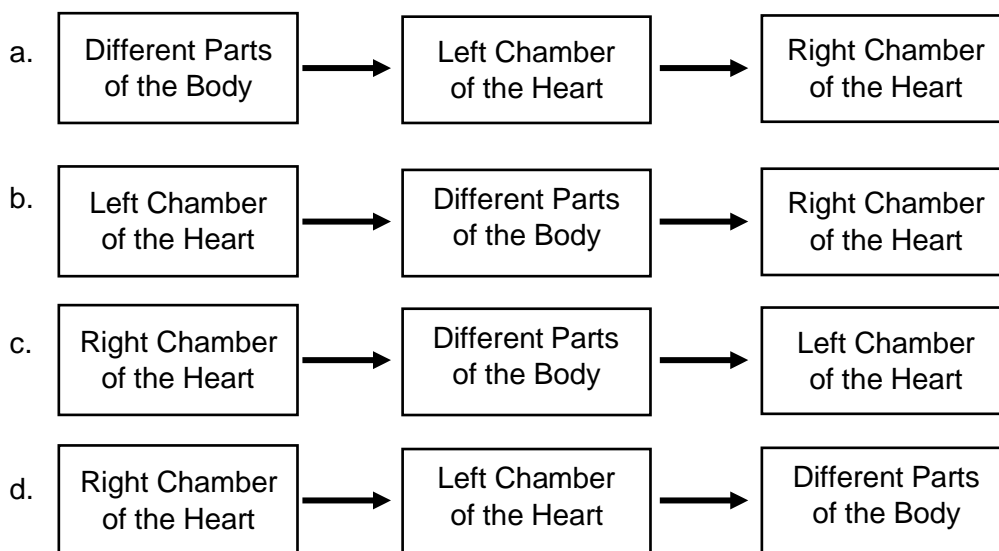 a.
Different Parts
of the Body
Left Chamber
of the Heart
Right Chamber
of the Heart
b.
Left Chamber
of the Heart
Different Parts
of the Body
Right Chamber
of the Heart
c.
Right Chamber
of the Heart
Different Parts
of the Body
Left Chamber
of the Heart
d.
Right Chamber
of the Heart
Left Chamber
of the Heart
Different Parts
of the Body